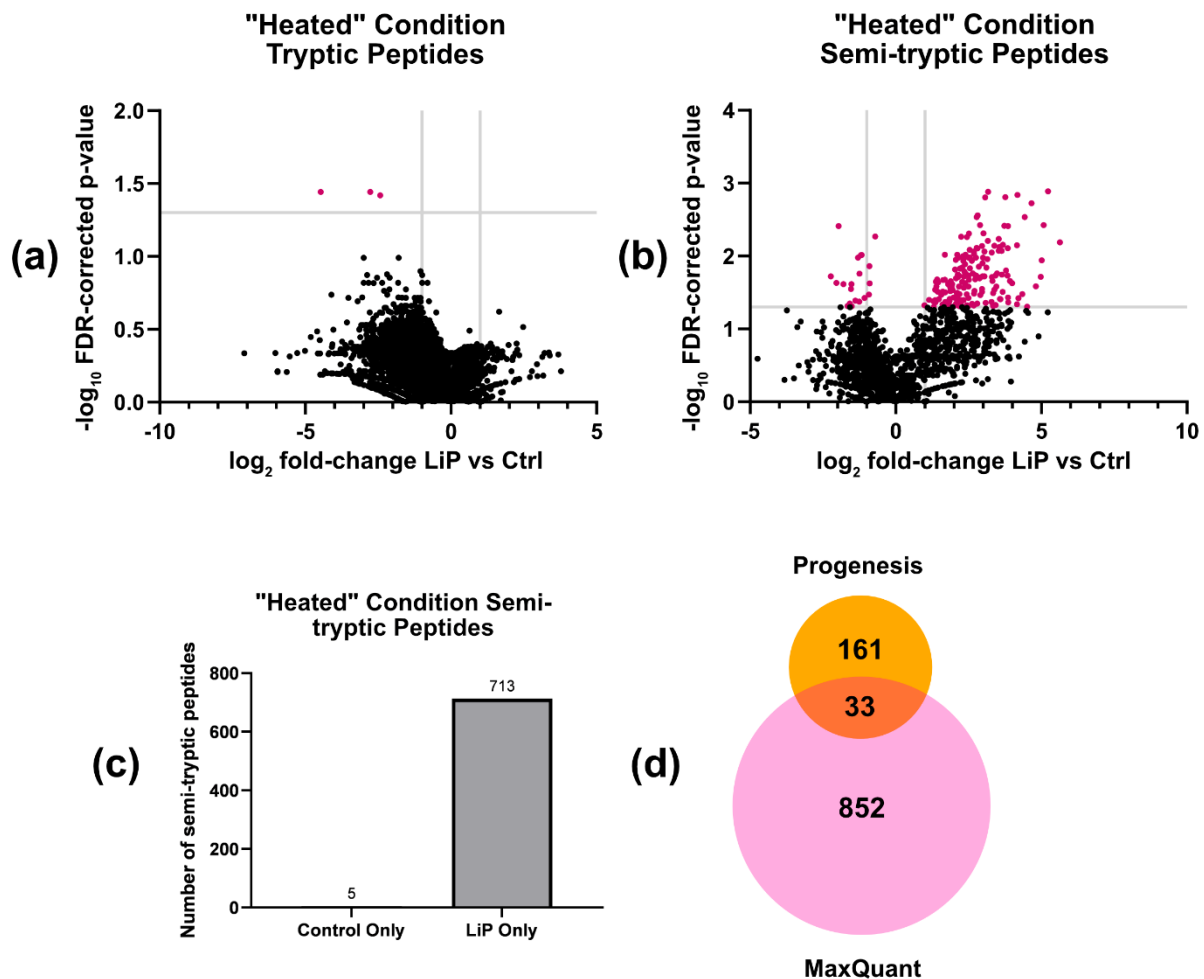 "Heated" Condition
Tryptic Peptides
(a)
-log10 FDR-corrected p-value
2.0
1.5
1.0
0.5
0.0
-10
-5
0
5
log2 fold-change LiP vs Ctrl
"Heated" Condition
Semi-tryptic Peptides
(b)
-log10 FDR-corrected p-value
4
3
2
1
0
-5
0
5
10
log2 fold-change LiP vs Ctrl
"Heated" Condition Semi-
tryptic Peptides
(c)
Number of semi-tryptic peptides
800
600
400
200
0
5
713
Control Only
LiP Only
(d)
Progenesis
161
33
852
MaxQuant